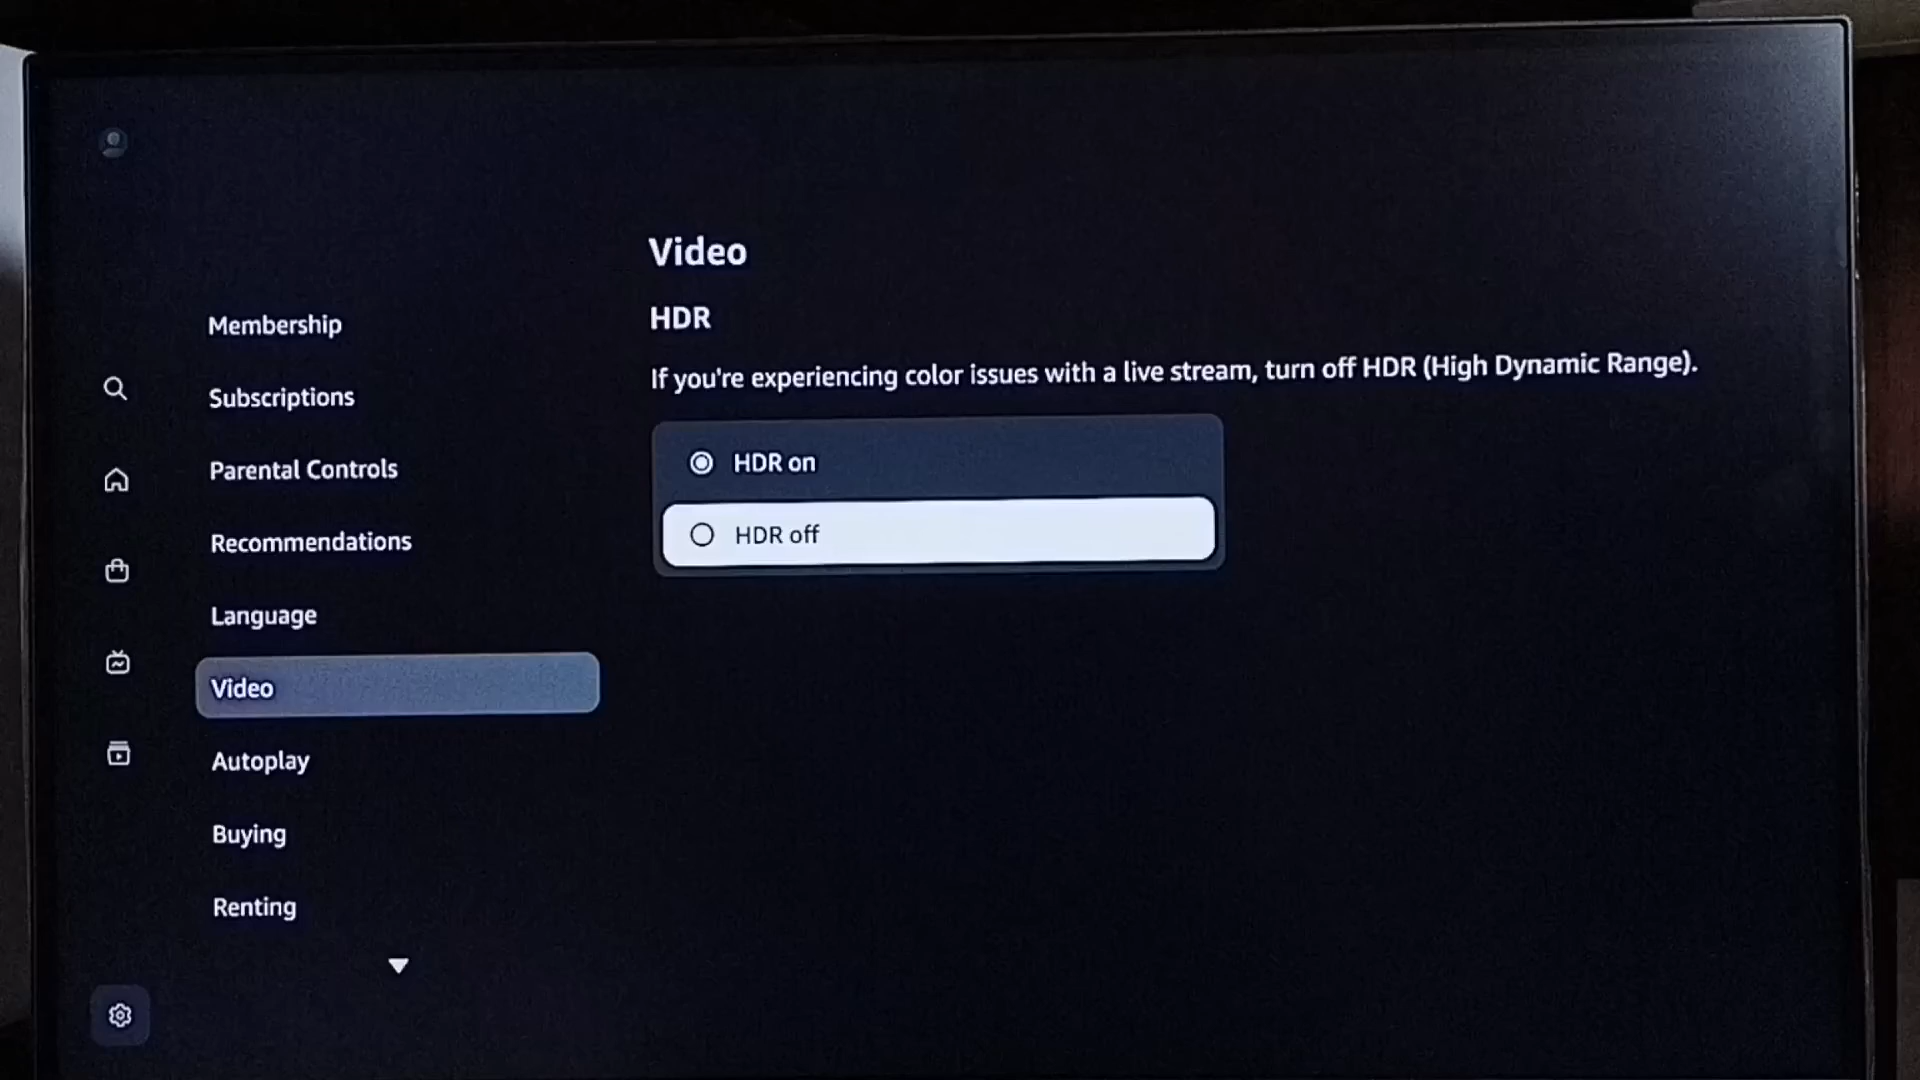 Membership
Subscriptions
Parental Controls
Recommendations
Language
Video
Autoplay
Buying
Renting
Video
HDR
If you're experiencing color issues with a live stream, turn off HDR (High Dynamic Range).
HDR on
HDR off